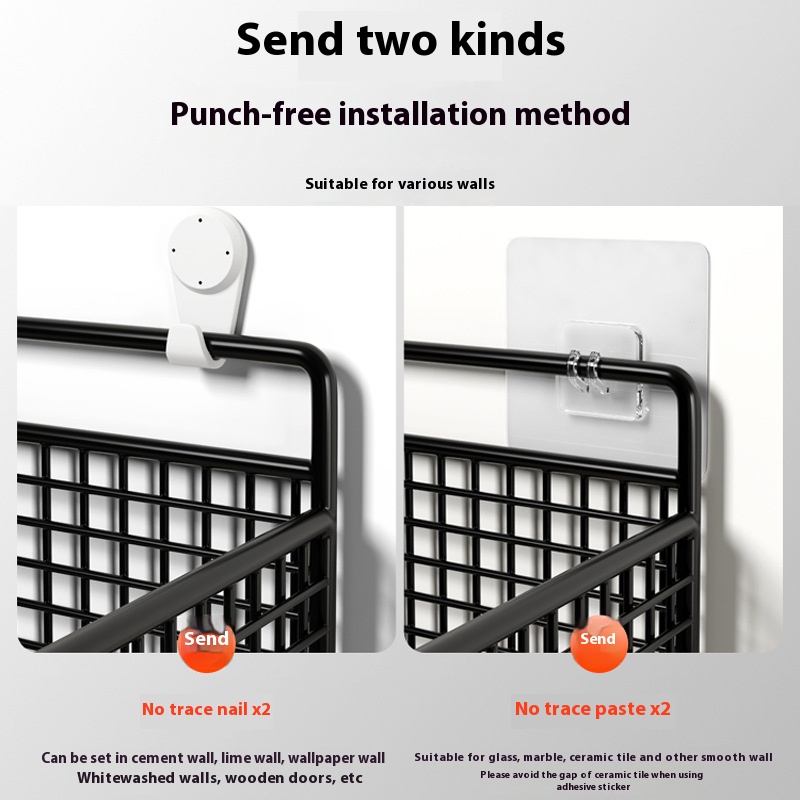 Send two kinds
Punch-free installation method
Suitable for various walls
Send
Send
No trace nail x2
No trace paste x2
Can be set in cement wall, lime wall, wallpaper wall
Whitewashed walls, wooden doors, etc
Suitable for glass, marble, ceramic tile and other smooth wall
Please avoid the gap of ceramic tile when using
adhesive sticker